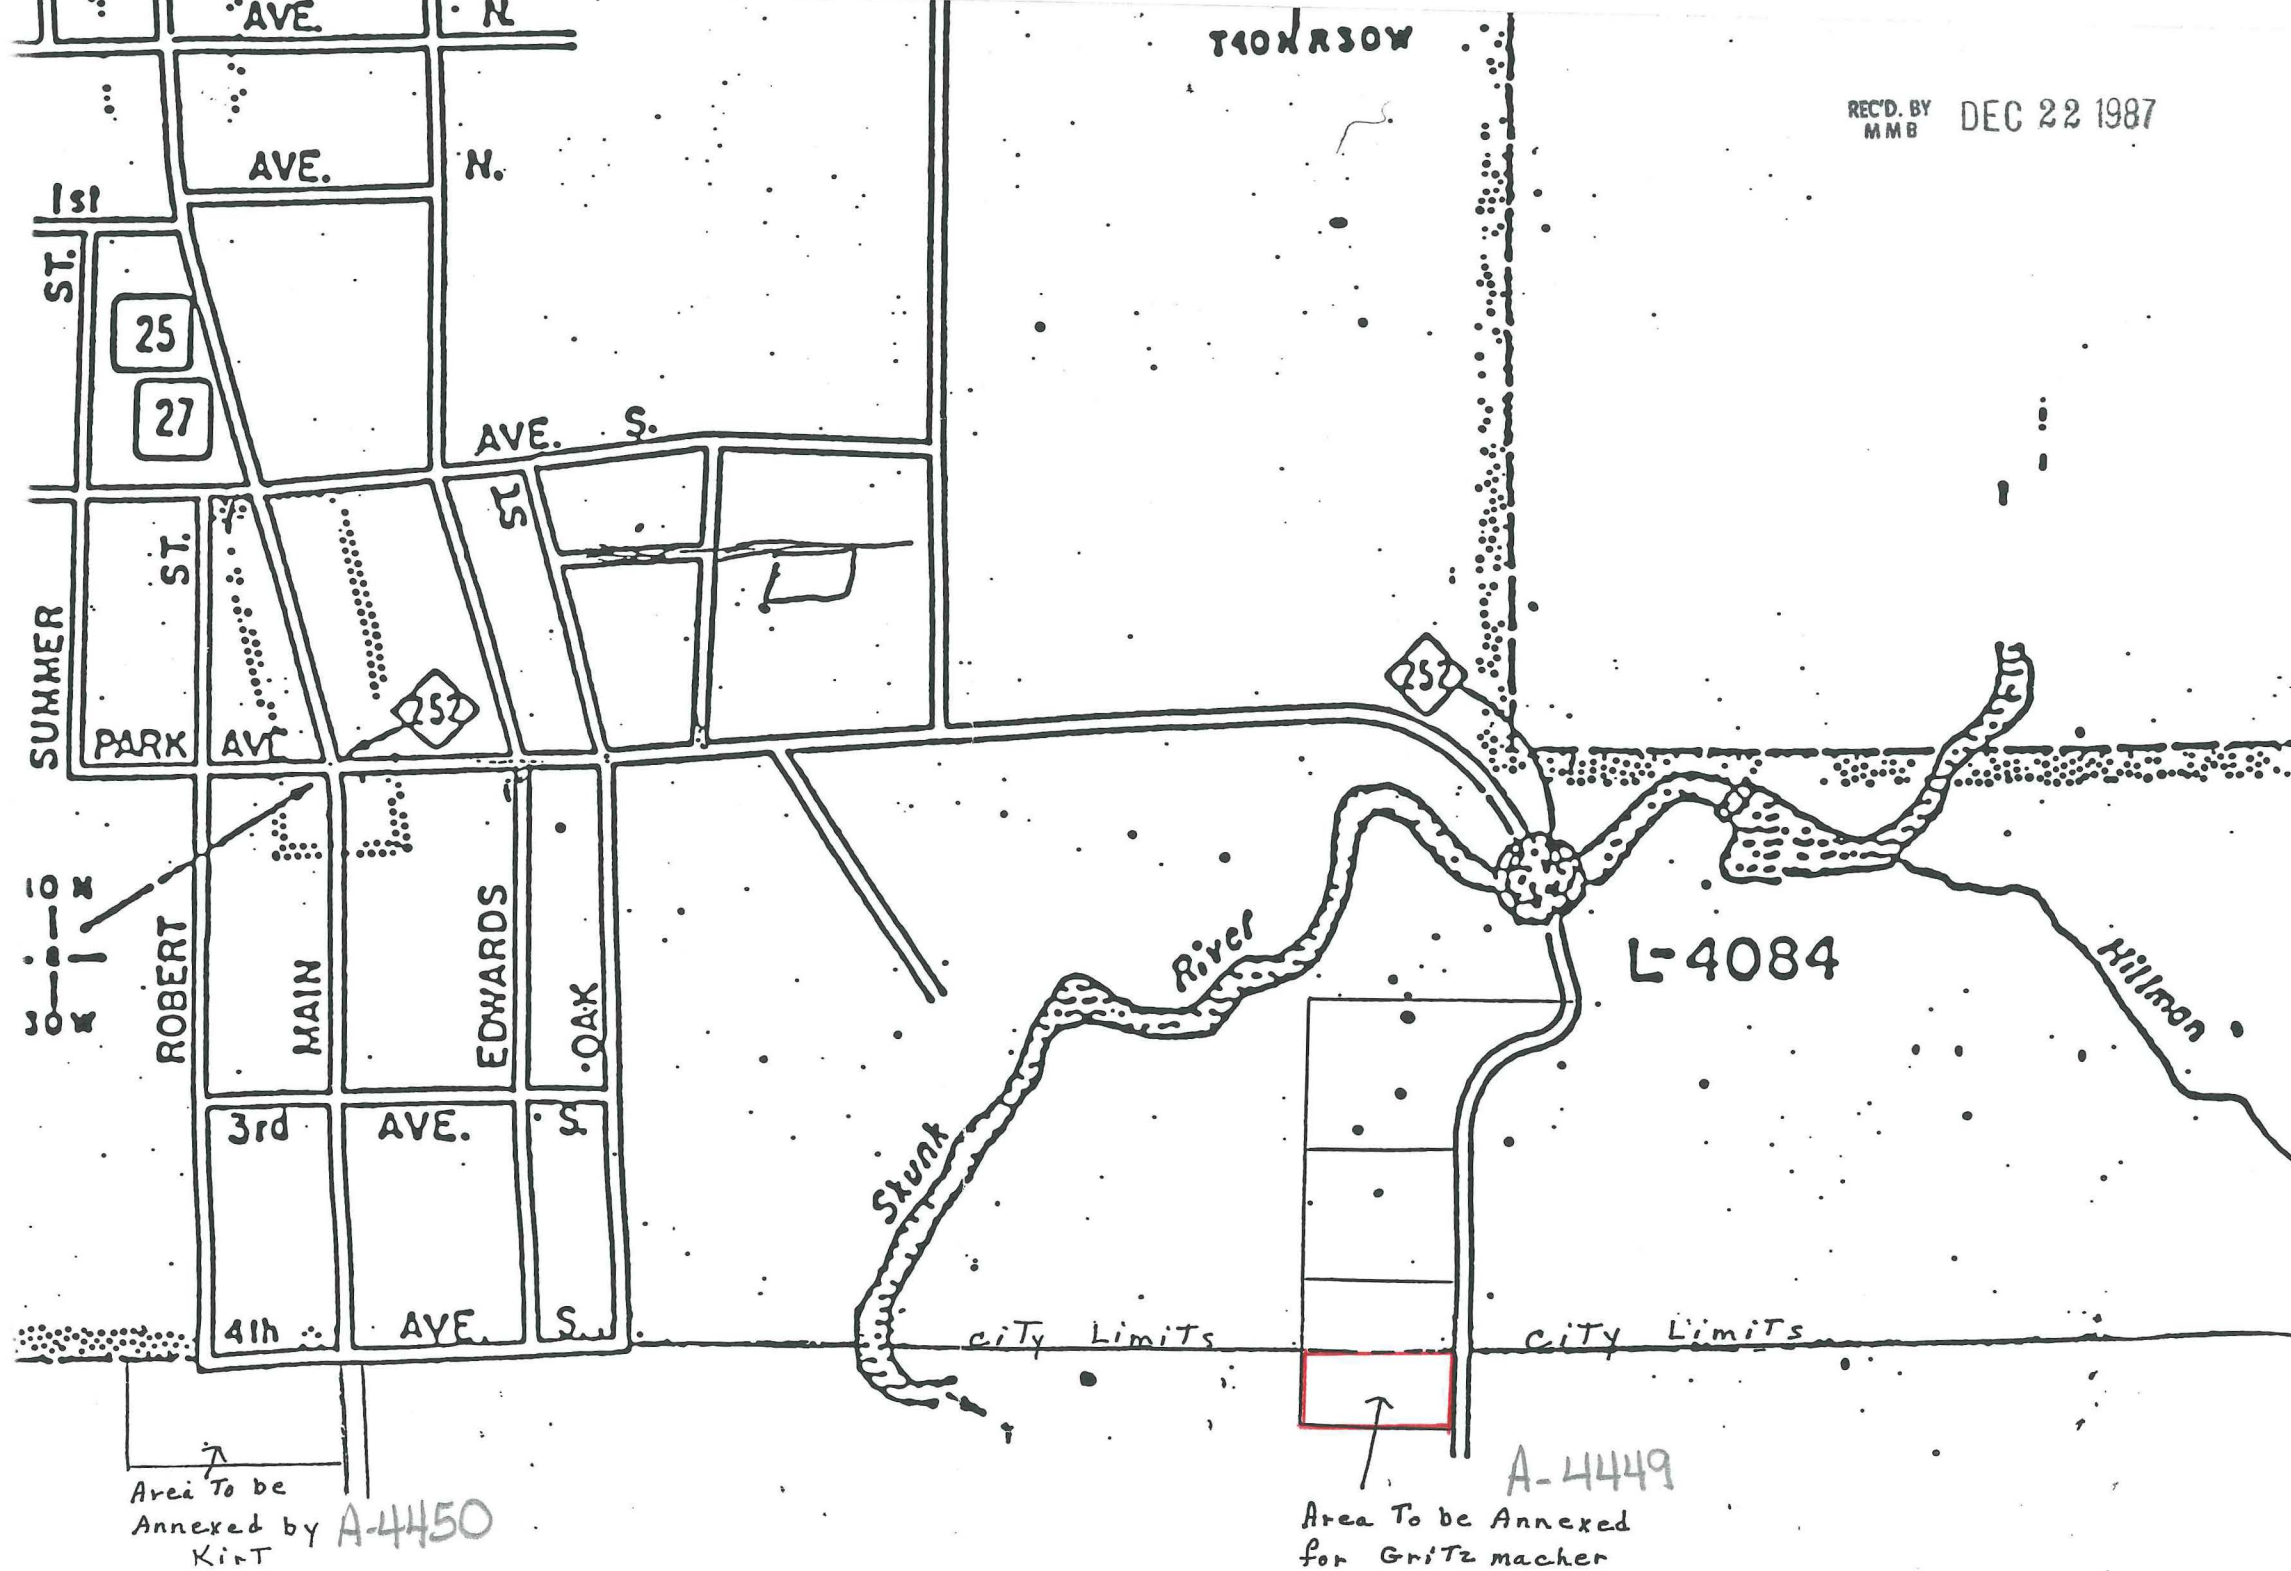 AVE. N.
T40N R30W
REC'D. BY
MMB
DEC 22 1987
AVE. N.
1st
ST.
25
27
AVE. S.
ST.
ST.
SUMMER
252
252
PARK AVE
10 N
30 W
ROBERT
MAIN
EDWARDS
OAK
River
L-4084
Hillman
3rd AVE. S.
Skunk
4th AVE. S.
CiTy LimiTs
CiTy LimiTs
Area To be
Annexed by
KirT
A-4450
A-4449
Area To be Annexed
for GriTz macher